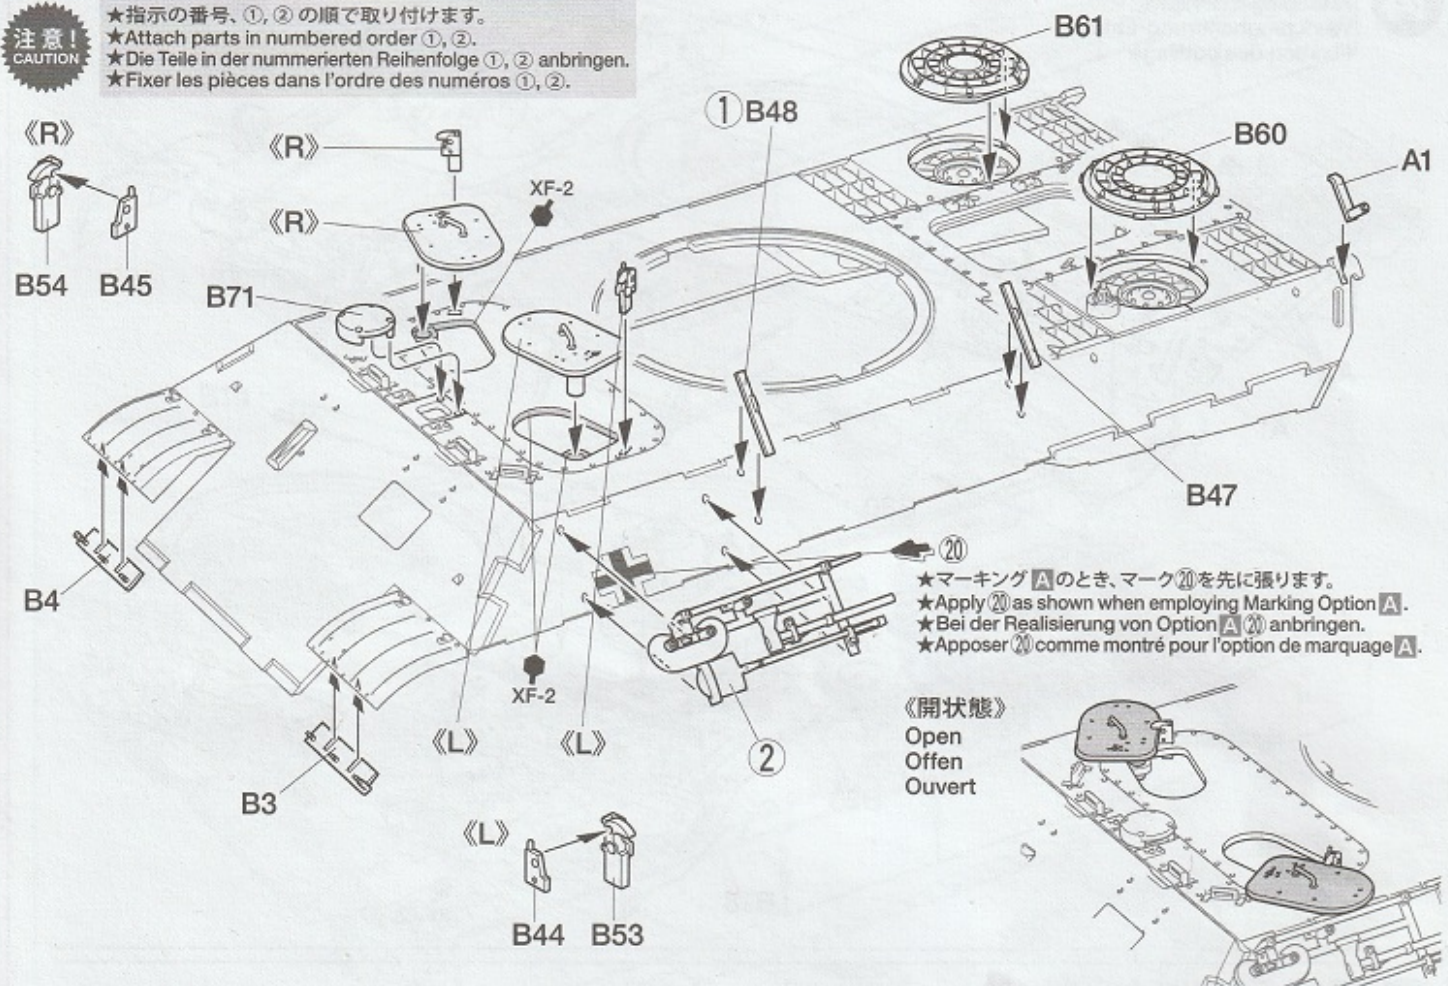 注意!
CAUTION
★指示の番号、①, ② の順で取り付けます。
★Attach parts in numbered order ①, ②.
★Die Teile in der nummerierten Reihenfolge ①, ② anbringen.
★Fixer les pièces dans l'ordre des numéros ①, ②.
B61
① B48
B60
A1
《R》
《R》
XF-2
《R》
B54
B45
B71
B47
B4
⑳
★マーキング A のとき、マーク⑳を先に張ります。
★Apply ⑳ as shown when employing Marking Option A.
★Bei der Realisierung von Option A ⑳ anbringen.
★Apposer ⑳ comme montré pour l'option de marquage A.
XF-2
《L》
《L》
②
B3
《L》
B44
B53
《開状態》
Open
Offen
Ouvert